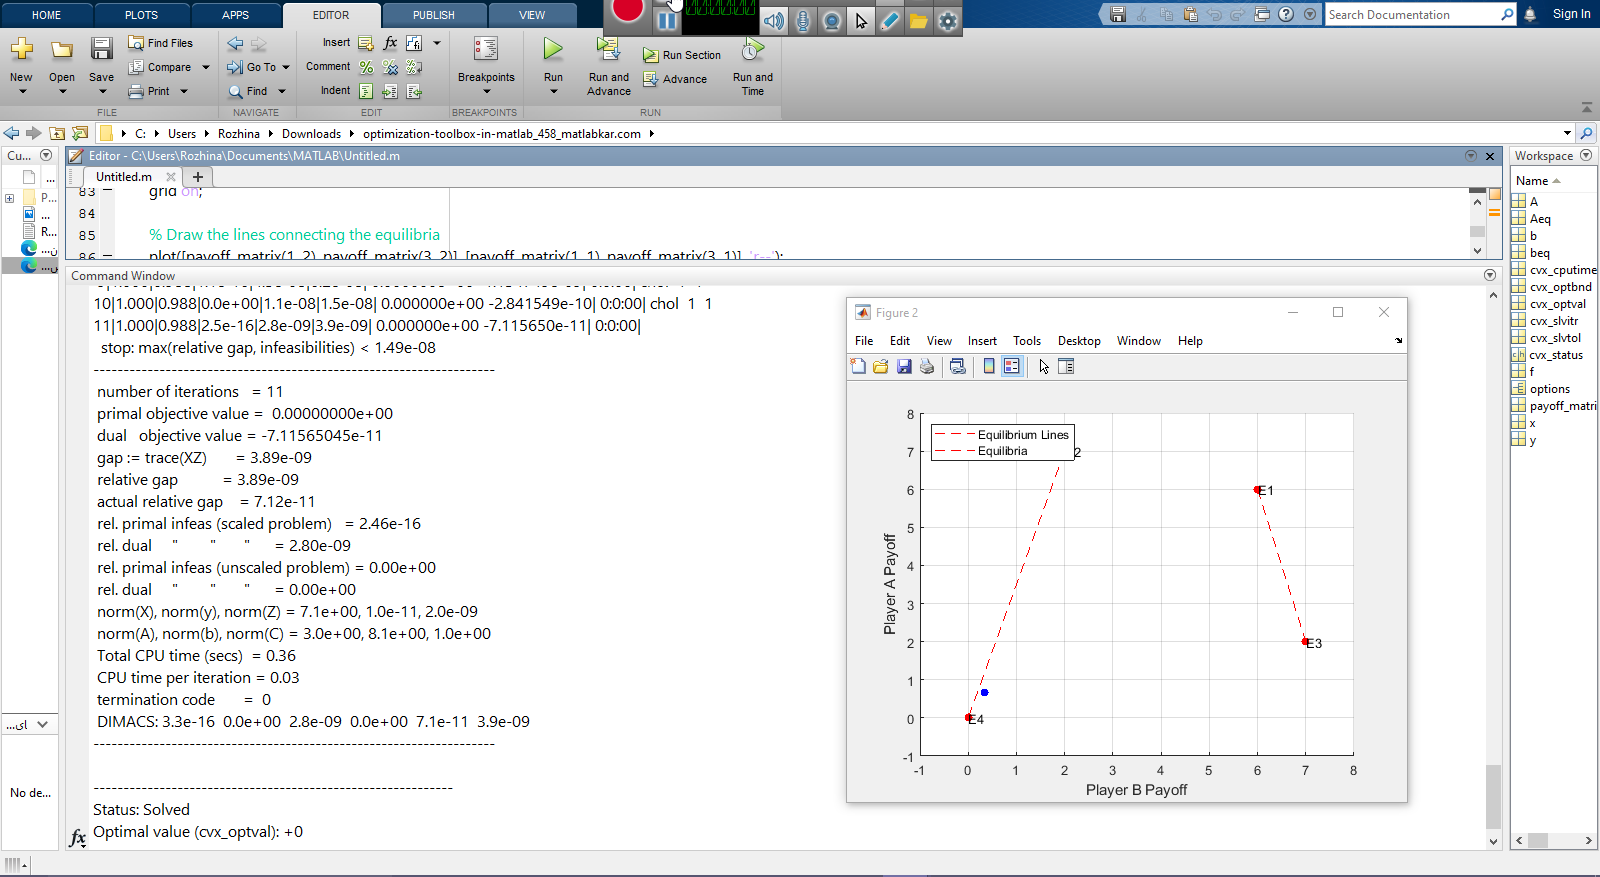 HOME PLOTS APPS EDITOR PUBLISH VIEW
Search Documentation
Sign In
New Open Save
Find Files
Compare
Print
Go To
Find
Insert
Comment
Indent
Breakpoints
Run
Run and
Advance
Run Section
Advance
Run and
Time
FILE NAVIGATE EDIT BREAKPOINTS RUN
C: Users Rozhina Downloads optimization-toolbox-in-matlab_458_matlabkar.com
Cu...
...
P...
...
R...
Editor - C:\Users\Rozhina\Documents\MATLAB\Untitled.m
Untitled.m
83 grid on;
84
85 % Draw the lines connecting the equilibria
86 plot([payoff_matrix(1,2), payoff_matrix(3,2)], [payoff_matrix(1,1), payoff_matrix(3,1)], 'r--');
Command Window
10|1.000|0.988|0.0e+00|1.1e-08|1.5e-08| 0.000000e+00 -2.841549e-10| 0:0:00| chol 1 1
11|1.000|0.988|2.5e-16|2.8e-09|3.9e-09| 0.000000e+00 -7.115650e-11| 0:0:00|
stop: max(relative gap, infeasibilities) < 1.49e-08
-------------------------------------------------------------------
number of iterations = 11
primal objective value = 0.00000000e+00
dual objective value = -7.11565045e-11
gap := trace(XZ) = 3.89e-09
relative gap = 3.89e-09
actual relative gap = 7.12e-11
rel. primal infeas (scaled problem) = 2.46e-16
rel. dual " " " = 2.80e-09
rel. primal infeas (unscaled problem) = 0.00e+00
rel. dual " " " = 0.00e+00
norm(X), norm(y), norm(Z) = 7.1e+00, 1.0e-11, 2.0e-09
norm(A), norm(b), norm(C) = 3.0e+00, 8.1e+00, 1.0e+00
Total CPU time (secs) = 0.36
CPU time per iteration = 0.03
termination code = 0
DIMACS: 3.3e-16 0.0e+00 2.8e-09 0.0e+00 7.1e-11 3.9e-09
-------------------------------------------------------------------
------------------------------------------------------------
Status: Solved
Optimal value (cvx_optval): +0
fx
No de...
Figure 2
File Edit View Insert Tools Desktop Window Help
Equilibrium Lines
Equilibria
2
E1
E3
E4
8
7
6
5
4
3
2
1
0
-1
-1 0 1 2 3 4 5 6 7 8
Player A Payoff
Player B Payoff
Workspace
Name
A
Aeq
b
beq
cvx_cputime
cvx_optbnd
cvx_optval
cvx_slvitr
cvx_slvtol
cvx_status
f
options
payoff_matri
x
y